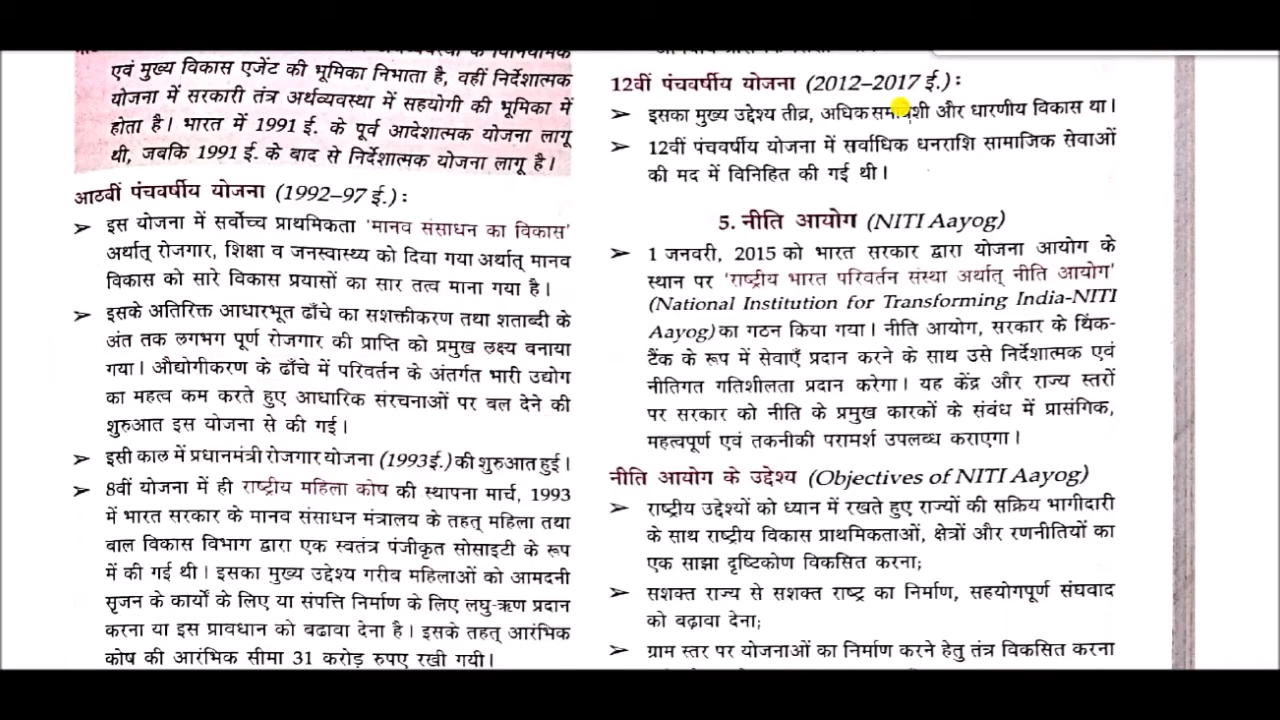 एवं मुख्य विकास एजेंट की भूमिका निभाता है, वहीं निर्देशात्मक
योजना में सरकारी तंत्र अर्थव्यवस्था में सहयोगी की भूमिका में
होता है। भारत में 1991 ई. के पूर्व आदेशात्मक योजना लागू
थी, जबकि 1991 ई. के बाद से निर्देशात्मक योजना लागू है।
आठवीं पंचवर्षीय योजना (1992–97 ई.) :
➢ इस योजना में सर्वोच्च प्राथमिकता 'मानव संसाधन का विकास'
अर्थात् रोजगार, शिक्षा व जनस्वास्थ्य को दिया गया अर्थात् मानव
विकास को सारे विकास प्रयासों का सार तत्व माना गया है।
➢ इसके अतिरिक्त आधारभूत ढाँचे का सशक्तीकरण तथा शताब्दी के
अंत तक लगभग पूर्ण रोजगार की प्राप्ति को प्रमुख लक्ष्य बनाया
गया। औद्योगीकरण के ढाँचे में परिवर्तन के अंतर्गत भारी उद्योग
का महत्व कम करते हुए आधारिक संरचनाओं पर बल देने की
शुरुआत इस योजना से की गई।
➢ इसी काल में प्रधानमंत्री रोजगार योजना (1993ई.) की शुरुआत हुई।
➢ 8वीं योजना में ही राष्ट्रीय महिला कोष की स्थापना मार्च, 1993
में भारत सरकार के मानव संसाधन मंत्रालय के तहत् महिला तथा
बाल विकास विभाग द्वारा एक स्वतंत्र पंजीकृत सोसाइटी के रूप
में की गई थी। इसका मुख्य उद्देश्य गरीब महिलाओं को आमदनी
सृजन के कार्यों के लिए या संपत्ति निर्माण के लिए लघु-ऋण प्रदान
करना या इस प्रावधान को बढावा देना है। इसके तहत् आरंभिक
कोष की आरंभिक सीमा 31 करोड़ रुपए रखी गयी।
12वीं पंचवर्षीय योजना (2012–2017 ई.) :
➢ इसका मुख्य उद्देश्य तीव्र, अधिक और धारणीय विकास था।
➢ 12वीं पंचवर्षीय योजना में सर्वाधिक धनराशि सामाजिक सेवाओं
की मद में विनिहित की गई थी।
5. नीति आयोग (NITI Aayog)
➢ 1 जनवरी, 2015 को भारत सरकार द्वारा योजना आयोग के
स्थान पर 'राष्ट्रीय भारत परिवर्तन संस्था अर्थात् नीति आयोग'
(National Institution for Transforming India-NITI
Aayog) का गठन किया गया। नीति आयोग, सरकार के थिंक-
टैंक के रूप में सेवाएँ प्रदान करने के साथ उसे निर्देशात्मक एवं
नीतिगत गतिशीलता प्रदान करेगा। यह केंद्र और राज्य स्तरों
पर सरकार को नीति के प्रमुख कारकों के संबंध में प्रासंगिक,
महत्वपूर्ण एवं तकनीकी परामर्श उपलब्ध कराएगा।
नीति आयोग के उद्देश्य (Objectives of NITI Aayog)
➢ राष्ट्रीय उद्देश्यों को ध्यान में रखते हुए राज्यों की सक्रिय भागीदारी
के साथ राष्ट्रीय विकास प्राथमिकताओं, क्षेत्रों और रणनीतियों का
एक साझा दृष्टिकोण विकसित करना;
➢ सशक्त राज्य से सशक्त राष्ट्र का निर्माण, सहयोगपूर्ण संघवाद
को बढ़ावा देना;
➢ ग्राम स्तर पर योजनाओं का निर्माण करने हेतु तंत्र विकसित करना